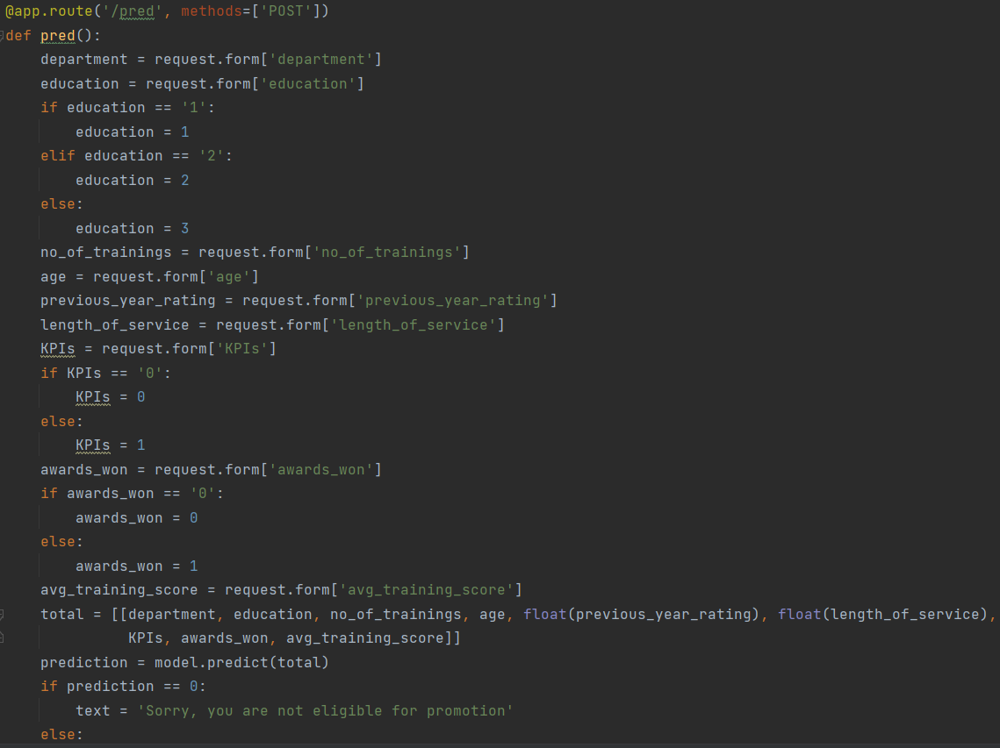 @app.route('/pred', methods=['POST'])
def pred():
    department = request.form['department']
    education = request.form['education']
    if education == '1':
        education = 1
    elif education == '2':
        education = 2
    else:
        education = 3
    no_of_trainings = request.form['no_of_trainings']
    age = request.form['age']
    previous_year_rating = request.form['previous_year_rating']
    length_of_service = request.form['length_of_service']
    KPIs = request.form['KPIs']
    if KPIs == '0':
        KPIs = 0
    else:
        KPIs = 1
    awards_won = request.form['awards_won']
    if awards_won == '0':
        awards_won = 0
    else:
        awards_won = 1
    avg_training_score = request.form['avg_training_score']
    total = [[department, education, no_of_trainings, age, float(previous_year_rating), float(length_of_service),
              KPIs, awards_won, avg_training_score]]
    prediction = model.predict(total)
    if prediction == 0:
        text = 'Sorry, you are not eligible for promotion'
    else: